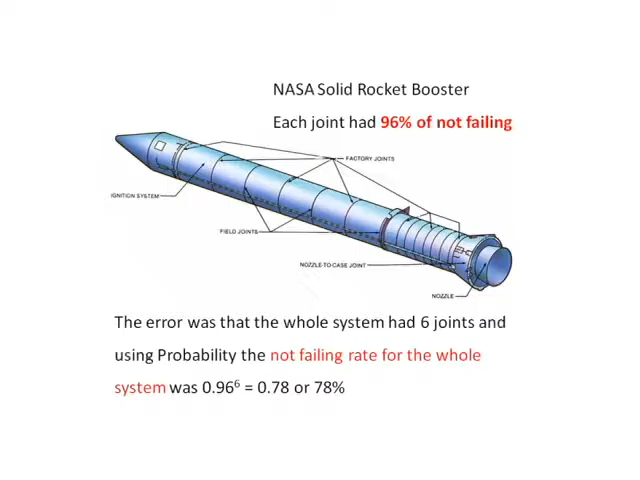 NASA Solid Rocket Booster
Each joint had 96% of not failing
FACTORY JOINTS
IGNITION SYSTEM
FIELD JOINTS
NOZZLE-TO-CASE JOINT
NOZZLE
The error was that the whole system had 6 joints and
using Probability the not failing rate for the whole
system was 0.96⁶ = 0.78 or 78%